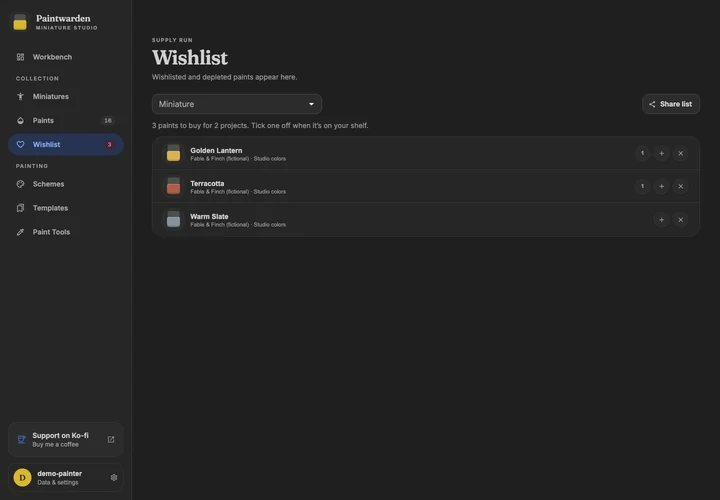 Paintwarden
MINIATURE STUDIO
Workbench
COLLECTION
Miniatures
Paints 16
Wishlist 3
PAINTING
Schemes
Templates
Paint Tools
Support on Ko-fi
Buy me a coffee
D
demo-painter
Data & settings
SUPPLY RUN
Wishlist
Wishlisted and depleted paints appear here.
Miniature
Share list
3 paints to buy for 2 projects. Tick one off when it's on your shelf.
Golden Lantern
Fable & Finch (fictional) · Studio colors
1
Terracotta
Fable & Finch (fictional) · Studio colors
1
Warm Slate
Fable & Finch (fictional) · Studio colors